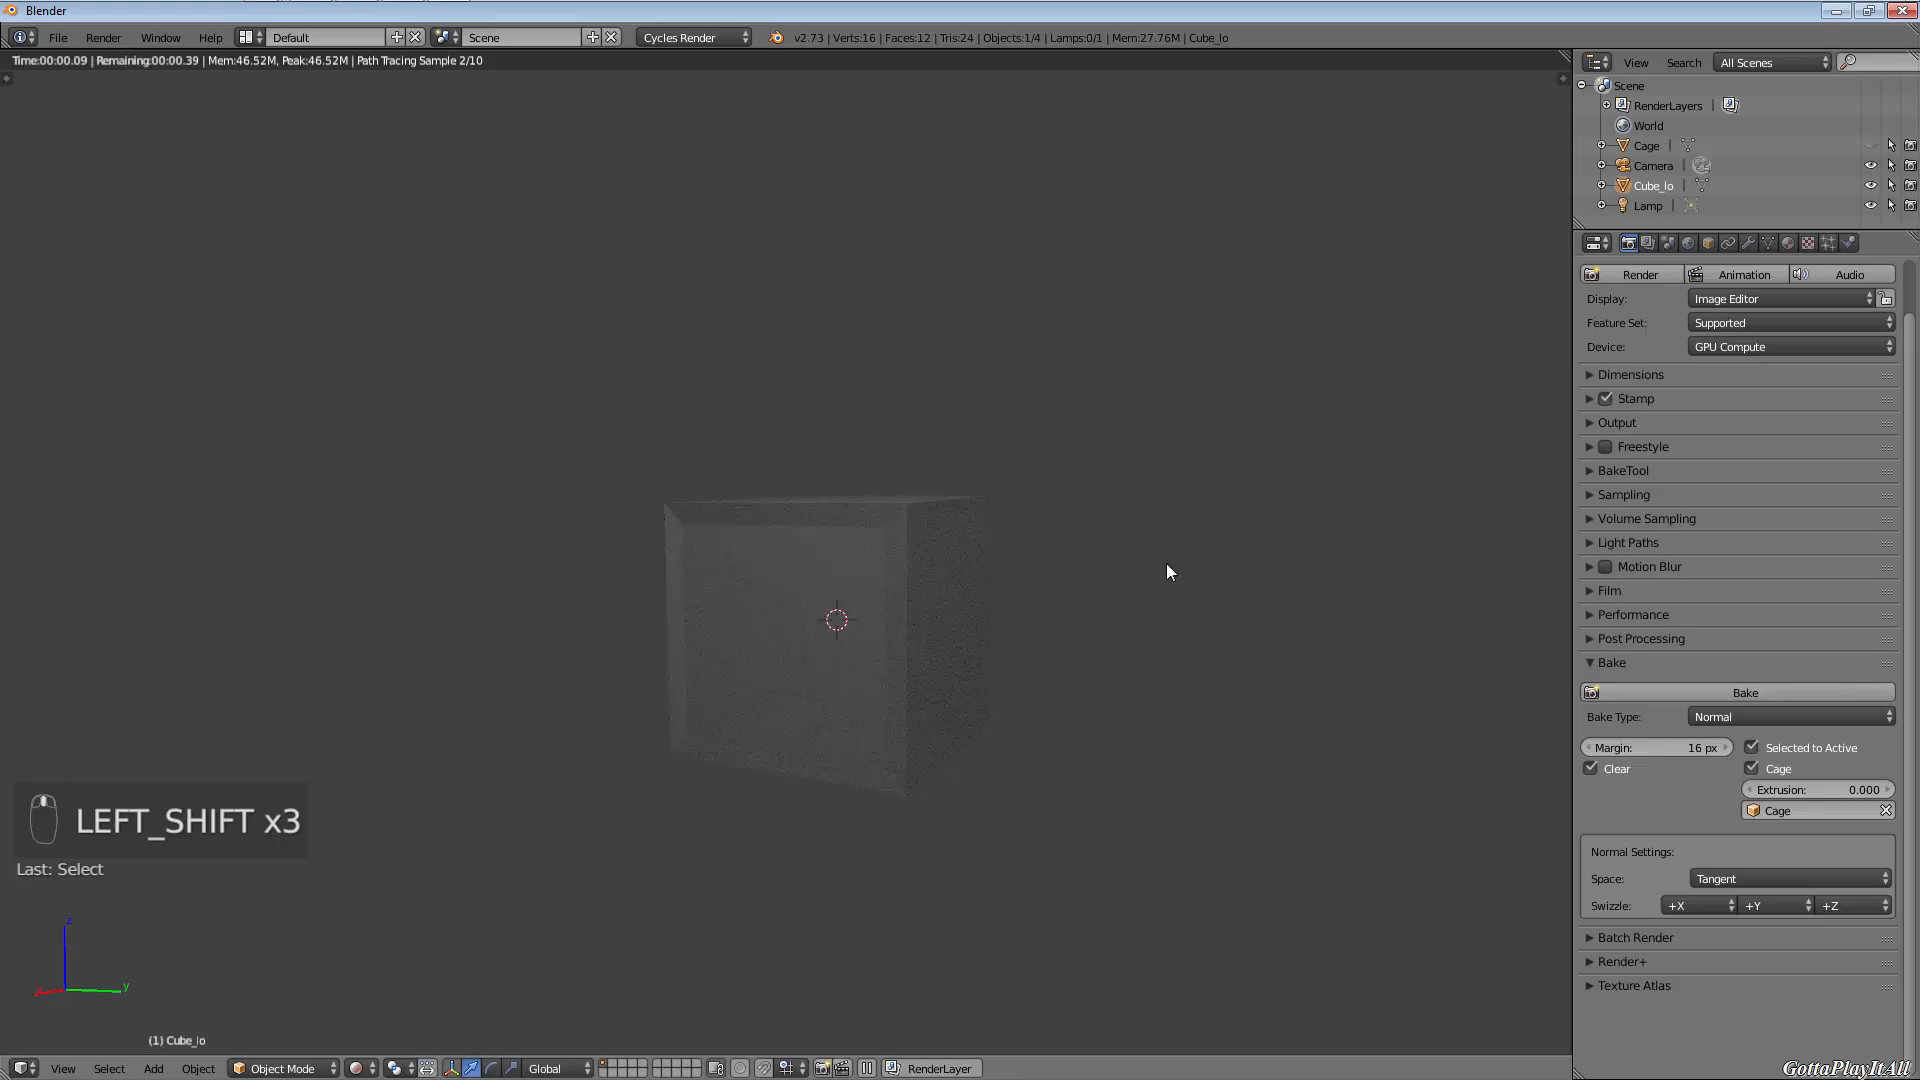 Blender
File Render Window Help Default Scene Cycles Render v2.73 | Verts:16 | Faces:12 | Tris:24 | Objects:1/4 | Lamps:0/1 | Mem:27.76M | Cube_lo
Time:00:00.09 | Remaining:00:00.39 | Mem:46.52M, Peak:46.52M | Path Tracing Sample 2/10
View Search All Scenes
Scene
RenderLayers |
World
Cage |
Camera |
Cube_lo |
Lamp |
Render Animation Audio
Display: Image Editor
Feature Set: Supported
Device: GPU Compute
Dimensions
Stamp
Output
Freestyle
BakeTool
Sampling
Volume Sampling
Light Paths
Motion Blur
Film
Performance
Post Processing
Bake
Bake
Bake Type: Normal
Margin: 16 px Selected to Active
Clear Cage
Extrusion: 0.000
Cage
Normal Settings:
Space: Tangent
Swizzle: +X +Y +Z
Batch Render
Render+
Texture Atlas
LEFT_SHIFT x3
Last: Select
z
x y
(1) Cube_lo
View Select Add Object Object Mode Global RenderLayer
GottaPlayItAll